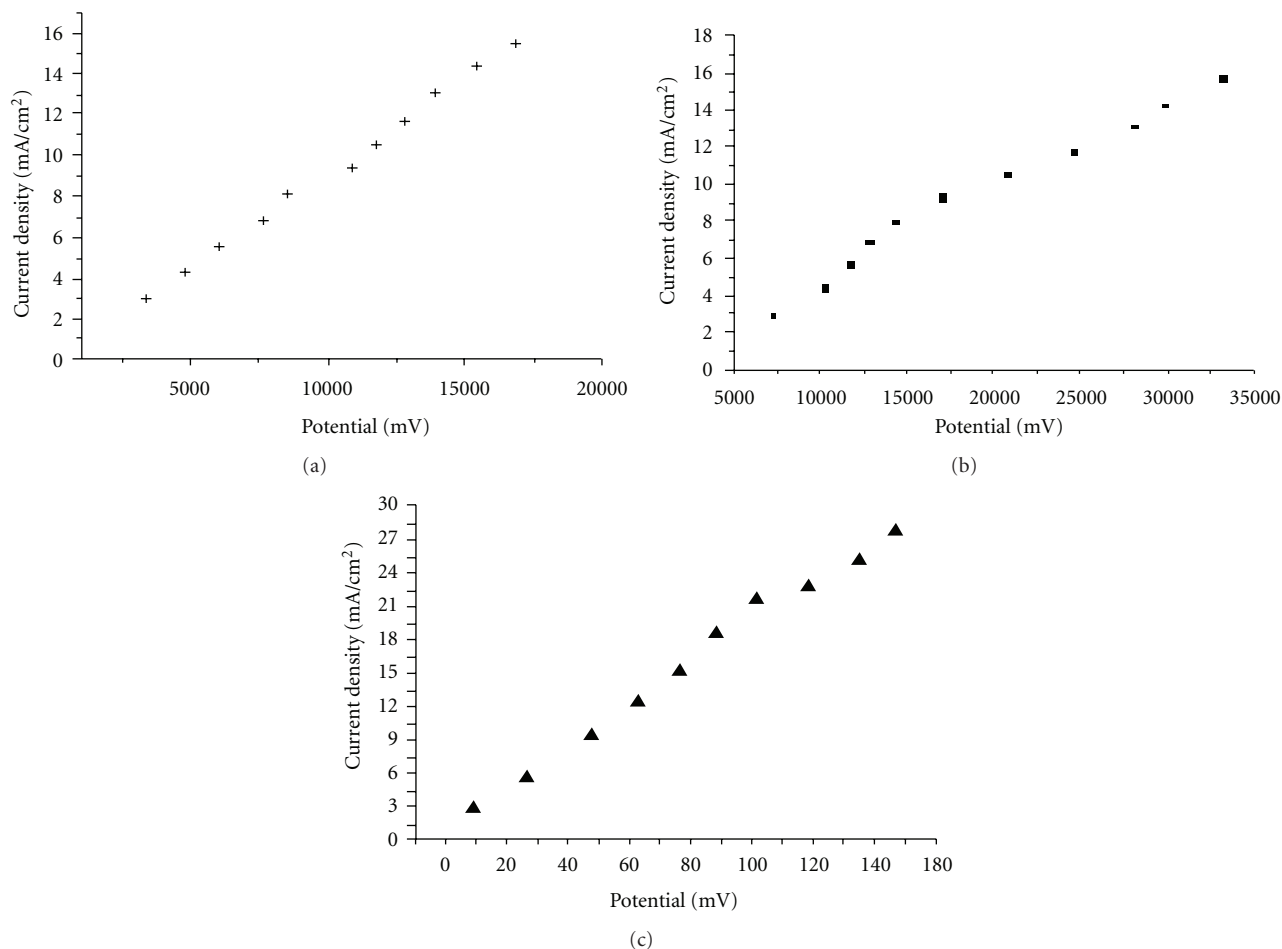 16
14
12
10
8
6
4
2
0
Current density (mA/cm²)
5000 10000 15000 20000
Potential (mV)
(a)
18
16
14
12
10
8
6
4
2
0
Current density (mA/cm²)
5000 10000 15000 20000 25000 30000 35000
Potential (mV)
(b)
30
27
24
21
18
15
12
9
6
3
0
Current density (mA/cm²)
0 20 40 60 80 100 120 140 160 180
Potential (mV)
(c)